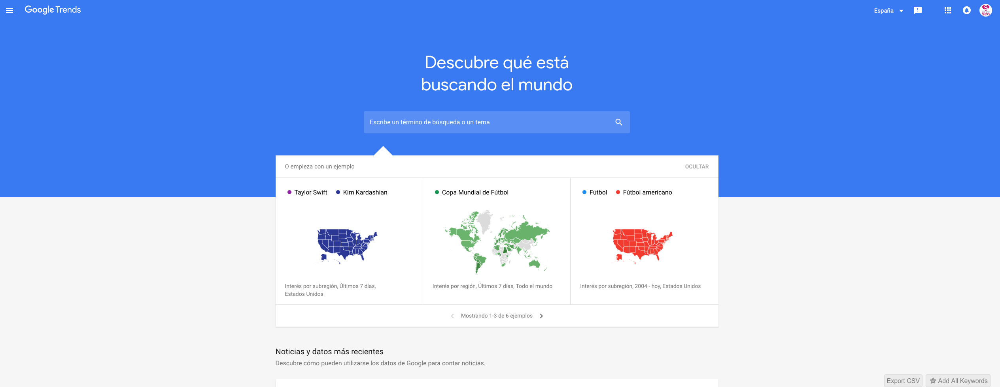 Google Trends
España
S
we love
seo
Descubre qué está
buscando el mundo
Escribe un término de búsqueda o un tema
O empieza con un ejemplo
OCULTAR
Taylor Swift
Kim Kardashian
Copa Mundial de Fútbol
Fútbol
Fútbol americano
Interés por subregión, Últimos 7 días,
Estados Unidos
Interés por región, Últimos 7 días, Todo el mundo
Interés por subregión, 2004 - hoy, Estados Unidos
Mostrando 1-3 de 6 ejemplos
Noticias y datos más recientes
Descubre cómo pueden utilizarse los datos de Google para contar noticias.
Export CSV
Add All Keywords